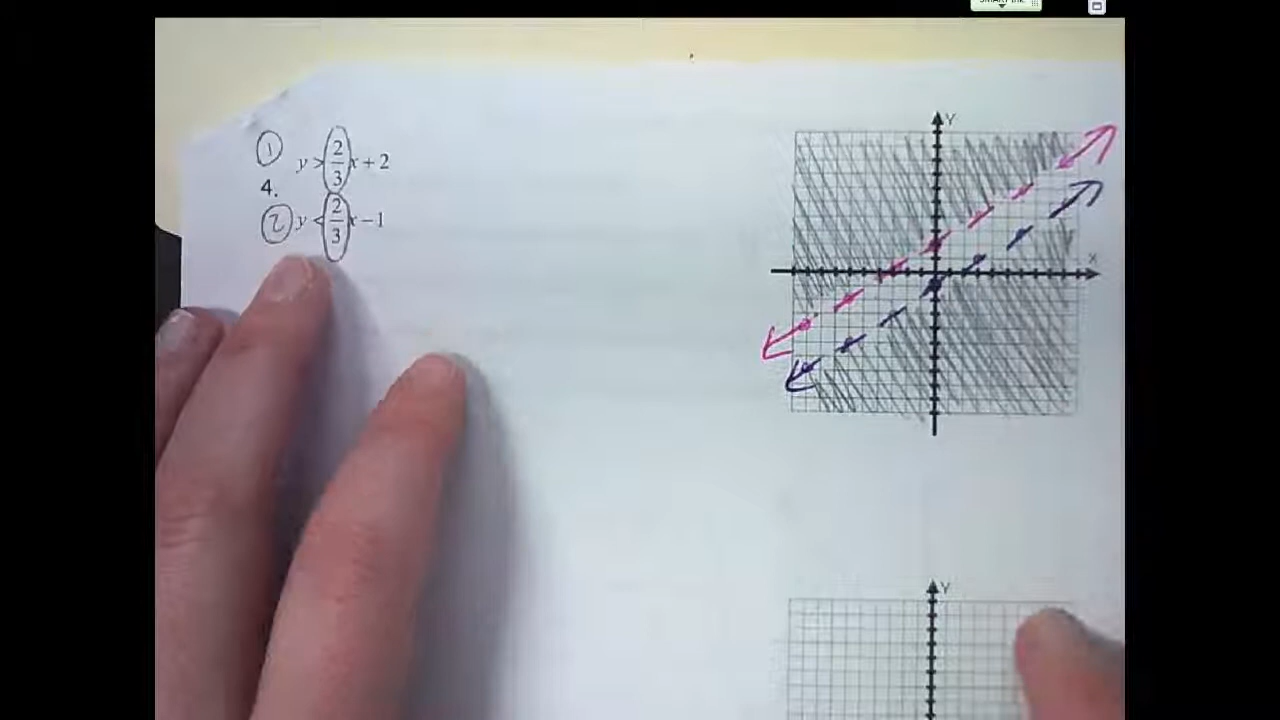 ① y > 2/3 x + 2
4.
② y < 2/3 x − 1
Y
X
Y